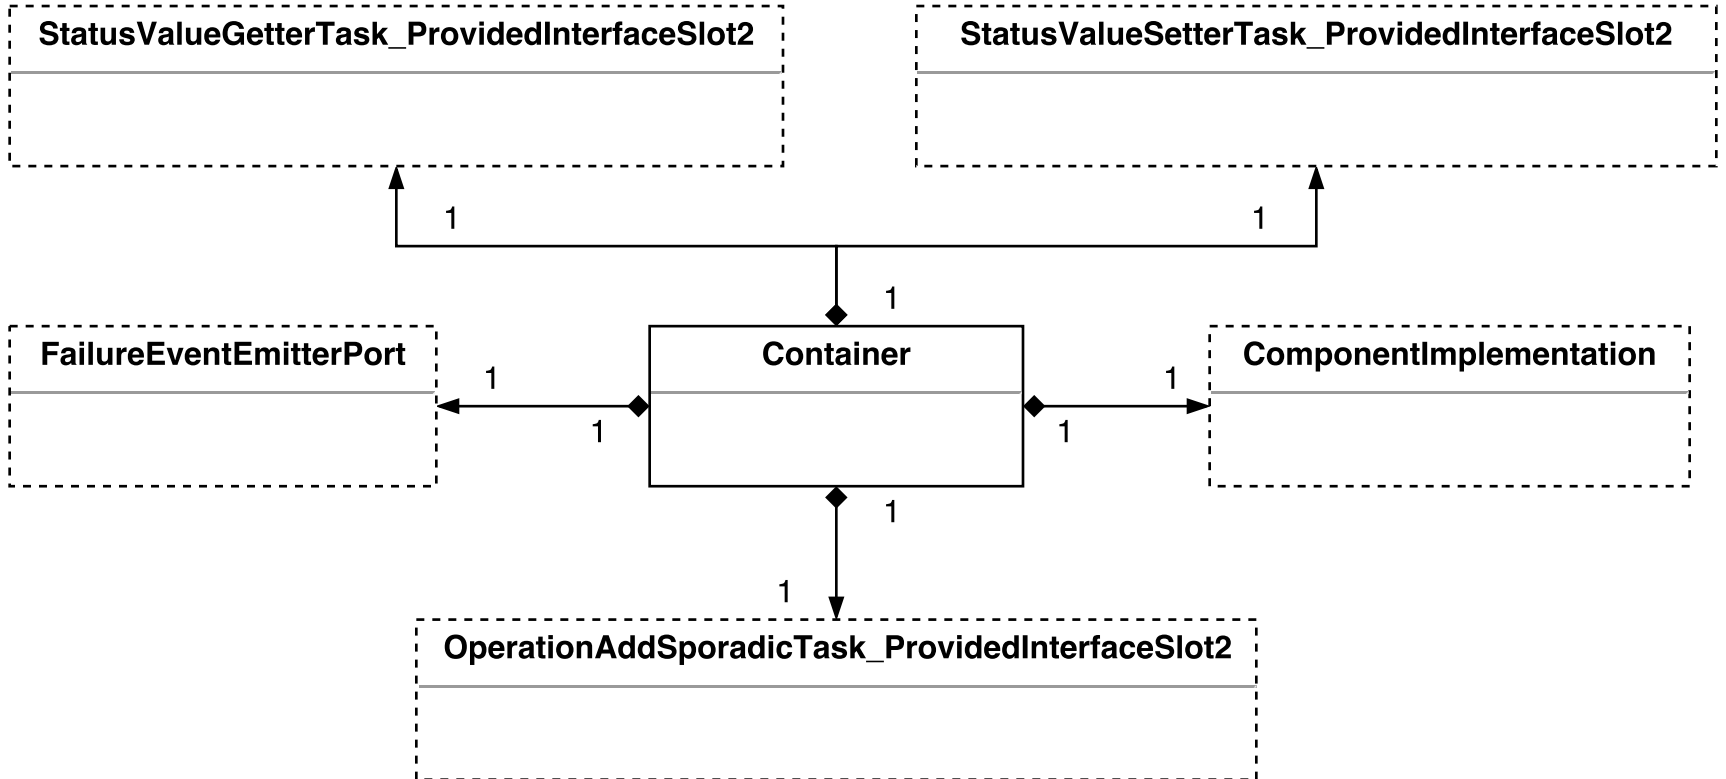 StatusValueGetterTask_ProvidedInterfaceSlot2
StatusValueSetterTask_ProvidedInterfaceSlot2
1
1
1
FailureEventEmitterPort
1
1
Container
1
1
ComponentImplementation
1
1
OperationAddSporadicTask_ProvidedInterfaceSlot2